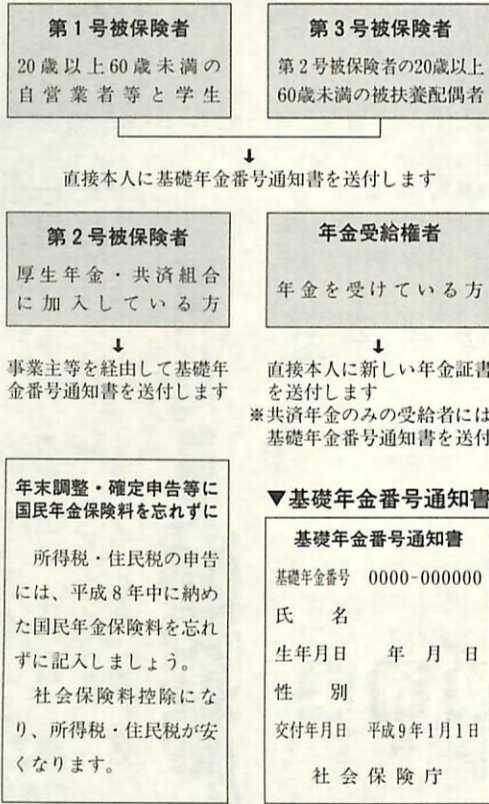 第1号被保険者
20歳以上60歳未満の
自営業者等と学生
第3号被保険者
第2号被保険者の20歳以上
60歳未満の被扶養配偶者
直接本人に基礎年金番号通知書を送付します
第2号被保険者
厚生年金・共済組合
に加入している方
年金受給権者
年金を受けている方
事業主等を経由して基礎年
金番号通知書を送付します
直接本人に新しい年金証書
を送付します
※共済年金のみの受給者には
基礎年金番号通知書を送付
年末調整・確定申告等に
国民年金保険料を忘れずに
所得税・住民税の申告
には、平成8年中に納め
た国民年金保険料を忘れ
ずに記入しましょう。
社会保険料控除にな
り、所得税・住民税が安
くなります。
▼基礎年金番号通知書
基礎年金番号通知書
基礎年金番号 0000-000000
氏名
生年月日 年月日
性別
交付年月日 平成9年1月1日
社会保険庁